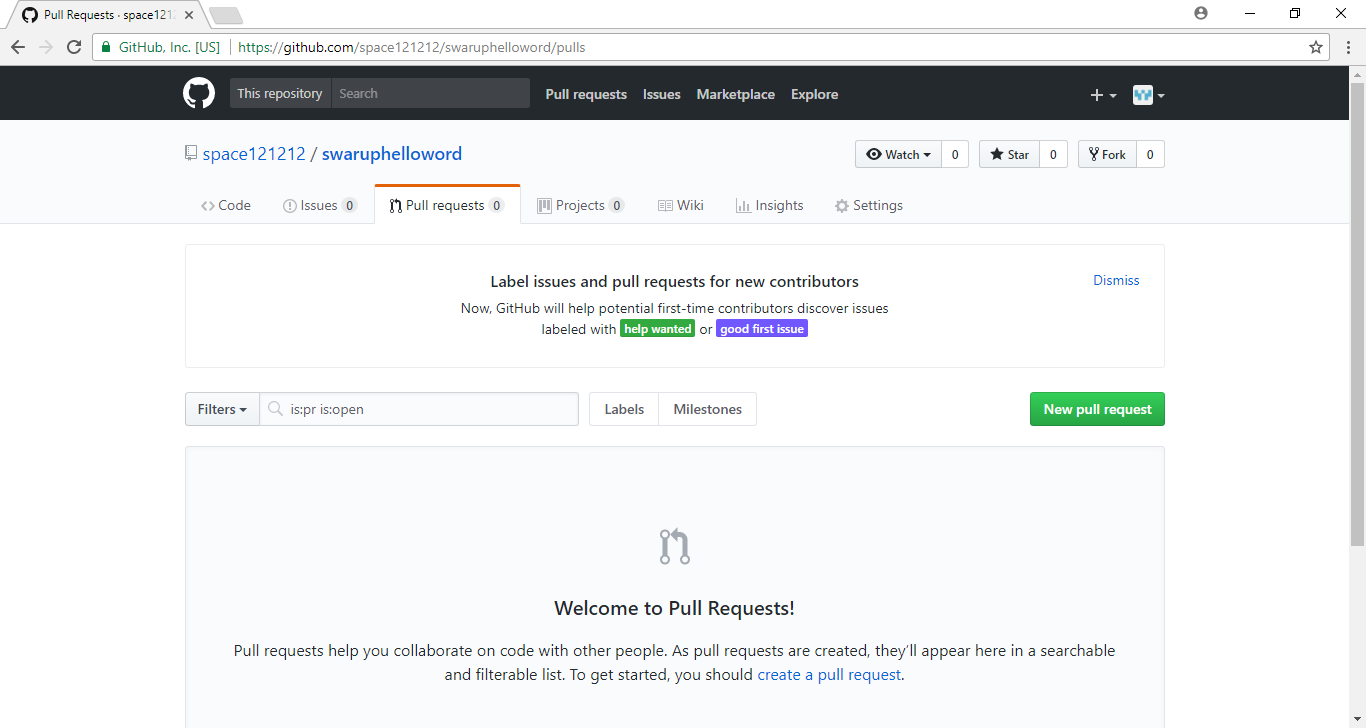 Pull Requests · space121
GitHub, Inc. [US] https://github.com/space121212/swaruphelloword/pulls
This repository Search Pull requests Issues Marketplace Explore
space121212 / swaruphelloword
Watch 0 Star 0 Fork 0
Code Issues 0 Pull requests 0 Projects 0 Wiki Insights Settings
Label issues and pull requests for new contributors
Dismiss
Now, GitHub will help potential first-time contributors discover issues
labeled with help wanted or good first issue
Filters is:pr is:open Labels Milestones New pull request
Welcome to Pull Requests!
Pull requests help you collaborate on code with other people. As pull requests are created, they’ll appear here in a searchable
and filterable list. To get started, you should create a pull request.